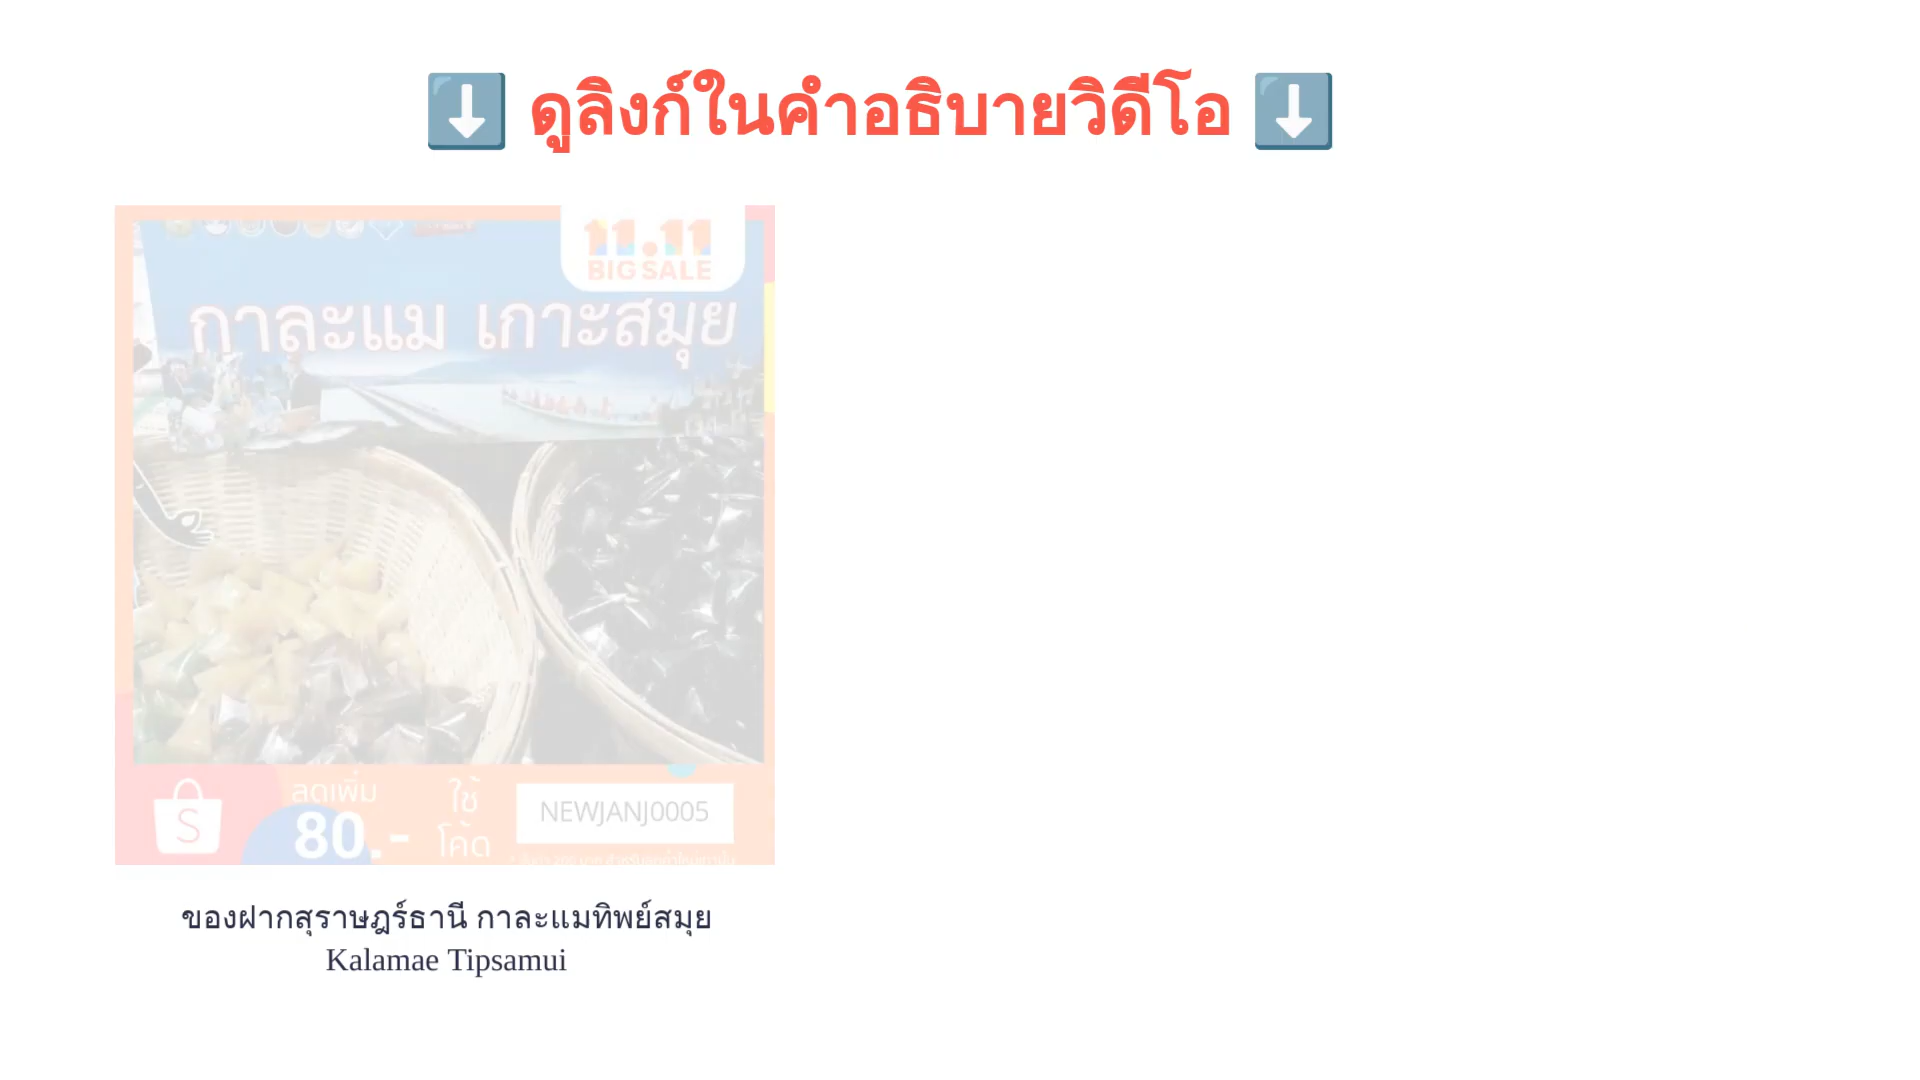 ⬇️ ดูลิงก์ในคำอธิบายวิดีโอ ⬇️
11.11
BIG SALE
กาละแม เกาะสมุย
ลดเพิ่ม
80.-
ใช้
โค้ด
NEWJANJ0005
ของฝากสุราษฎร์ธานี กาละแมทิพย์สมุย
Kalamae Tipsamui